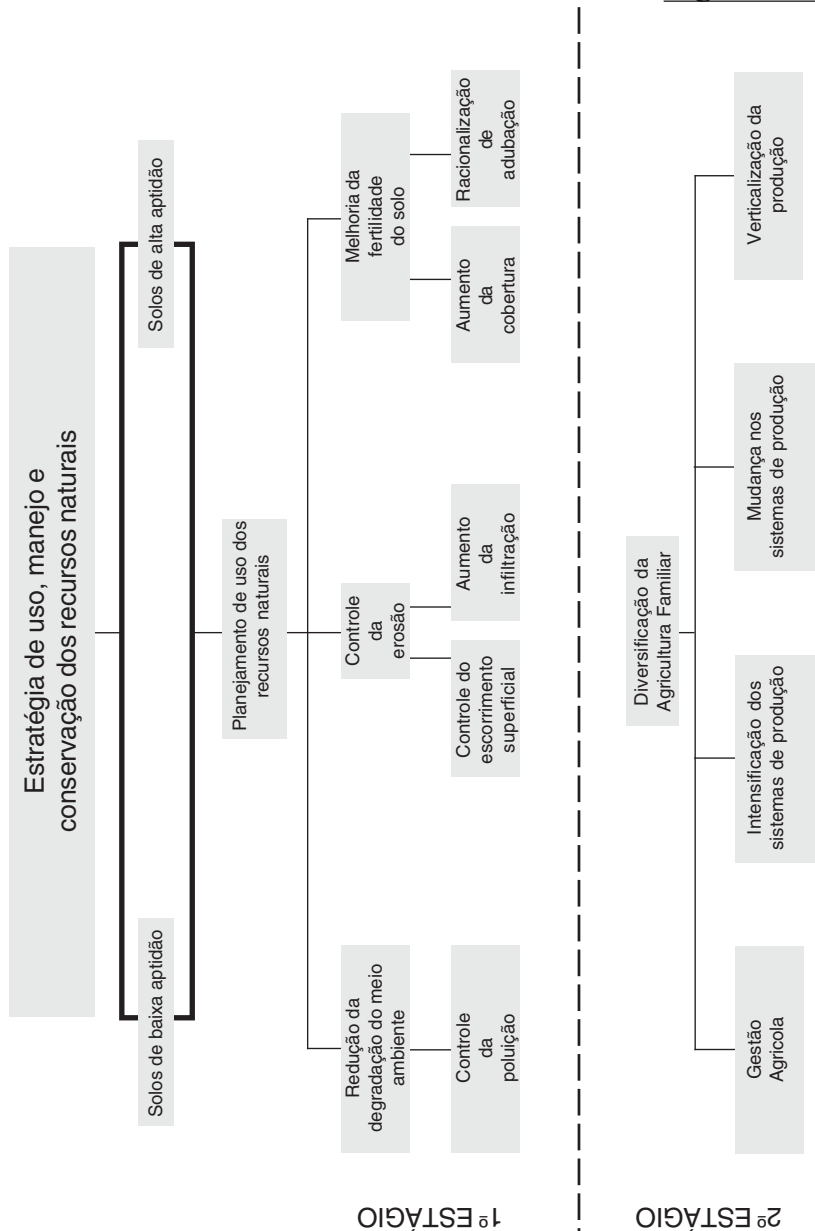 Estratégia de uso, manejo e
conservação dos recursos naturais
Solos de baixa aptidão
Solos de alta aptidão
Planejamento de uso dos
recursos naturais
Redução da
degradação do meio
ambiente
Controle
da
erosão
Melhoria da
fertilidade
do solo
Controle
da
poluição
Controle do
escorrimento
superficial
Aumento
da
infiltração
Aumento
da
cobertura
Racionalização
de
adubação
1º ESTÁGIO
Diversificação da
Agricultura Familiar
Gestão
Agricola
Intensificação dos
sistemas de produção
Mudança nos
sistemas de produção
Verticalização da
produção
2º ESTÁGIO